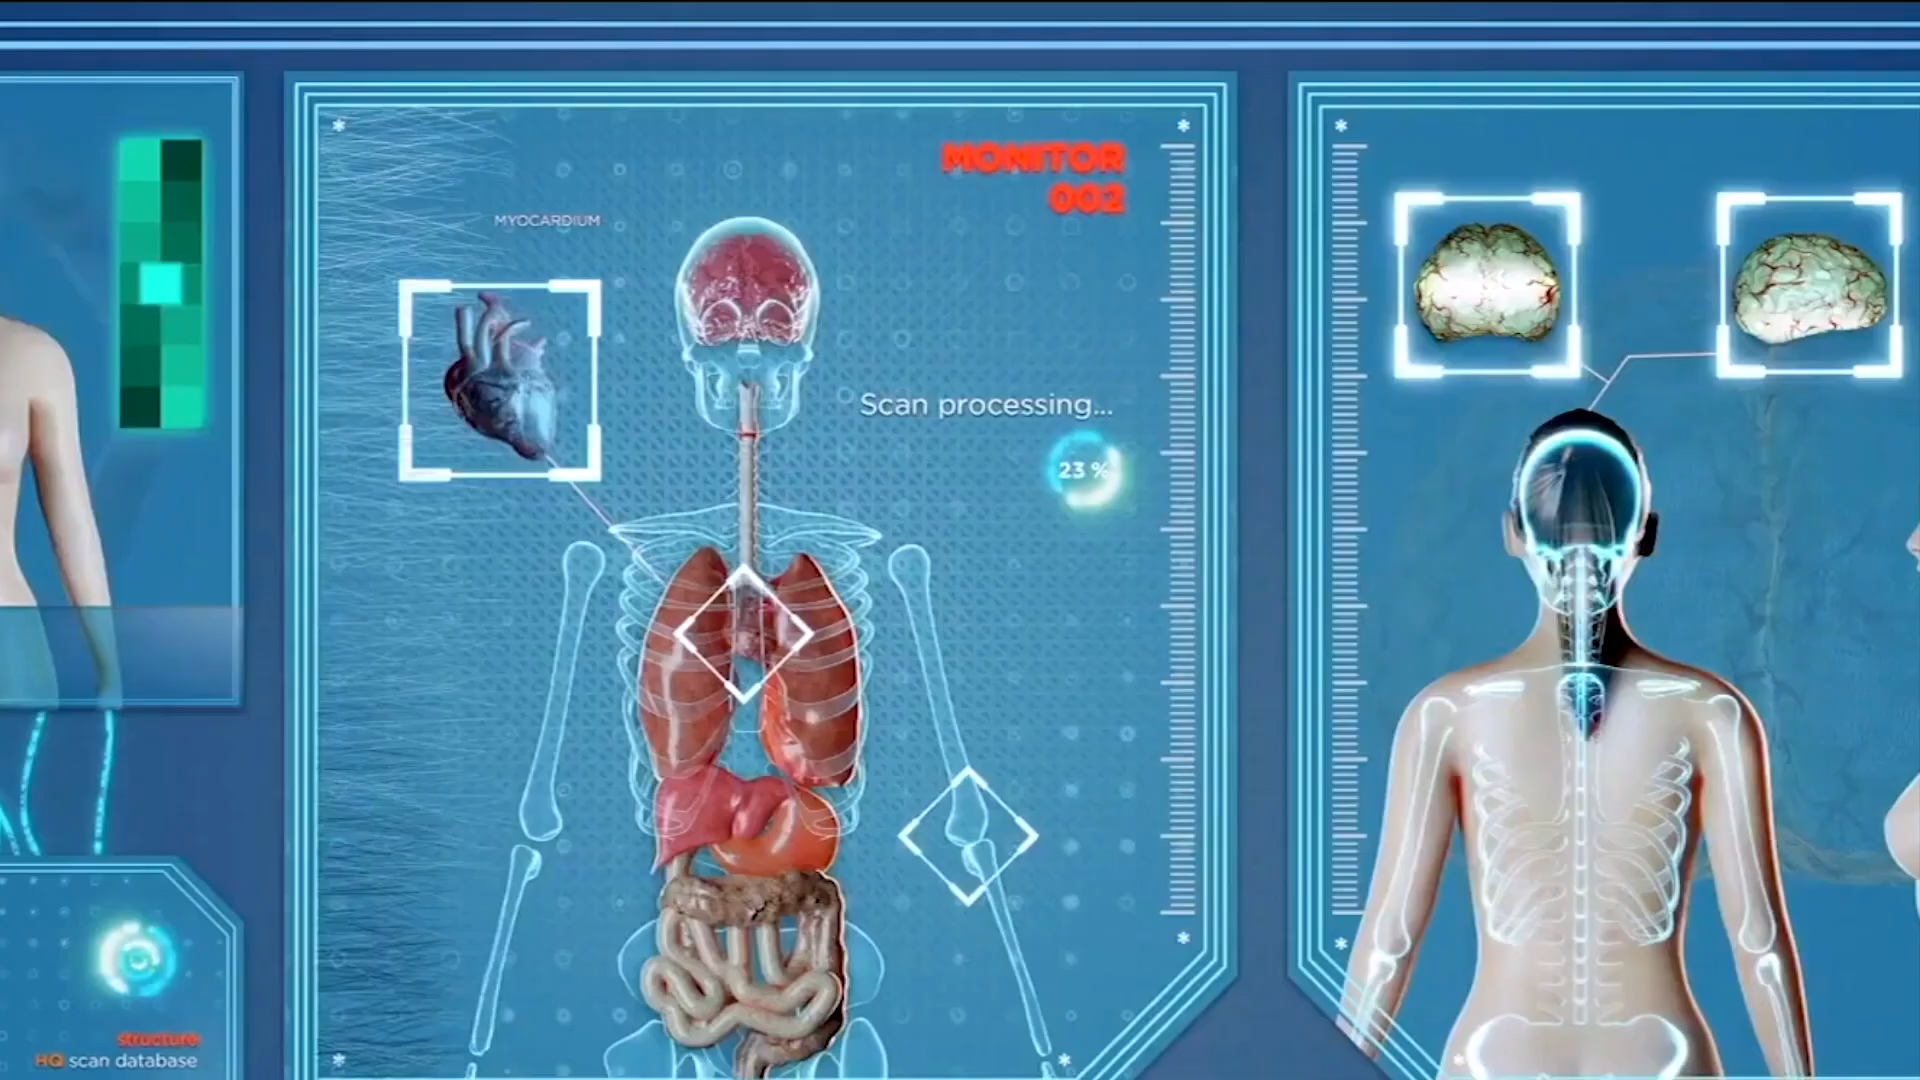 MONITOR
002
MYOCARDIUM
Scan processing...
23 %
structure
HQ scan database